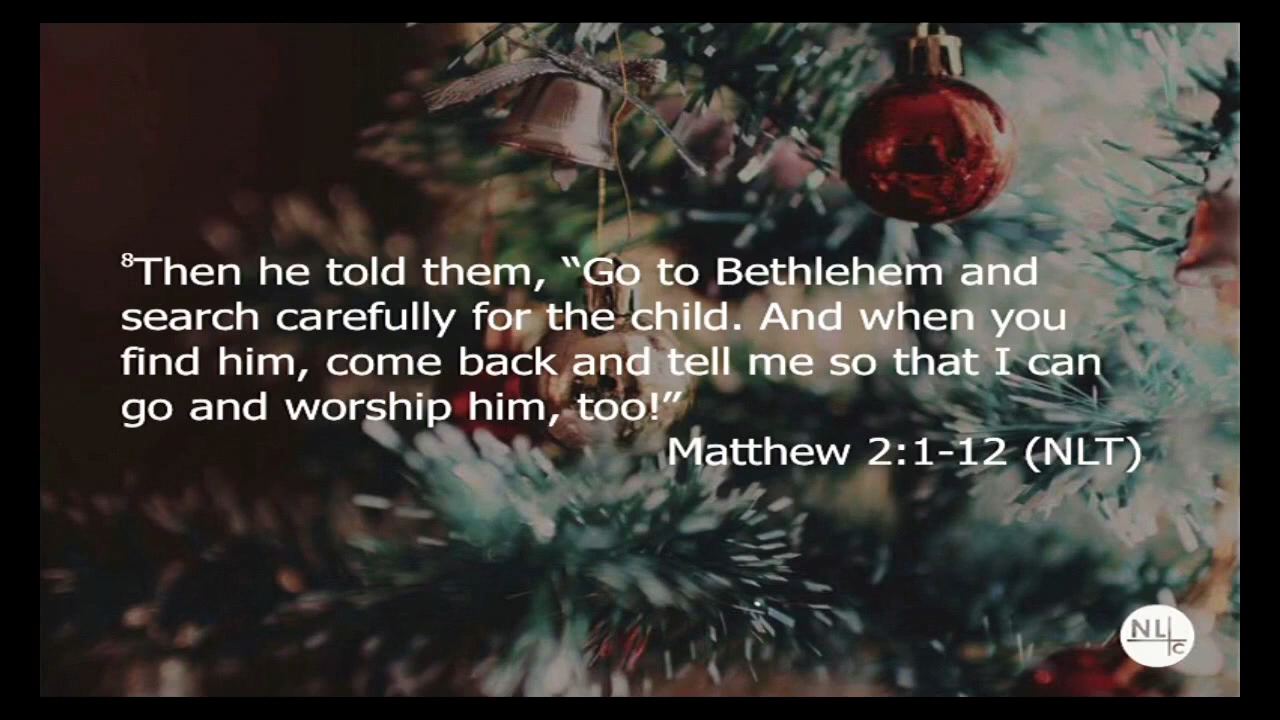 ⁸Then he told them, “Go to Bethlehem and
search carefully for the child. And when you
find him, come back and tell me so that I can
go and worship him, too!”
Matthew 2:1-12 (NLT)
NL
C